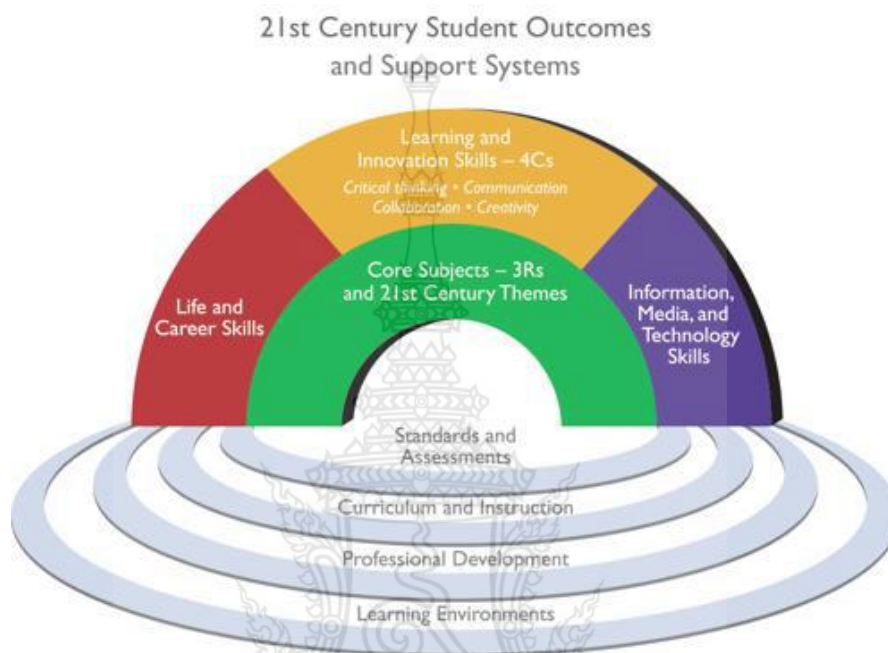 21st Century Student Outcomes
and Support Systems
Learning and
Innovation Skills – 4Cs
Critical thinking • Communication
Collaboration • Creativity
Core Subjects – 3Rs
and 21st Century Themes
Life and
Career Skills
Information,
Media, and
Technology
Skills
Standards and
Assessments
Curriculum and Instruction
Professional Development
Learning Environments